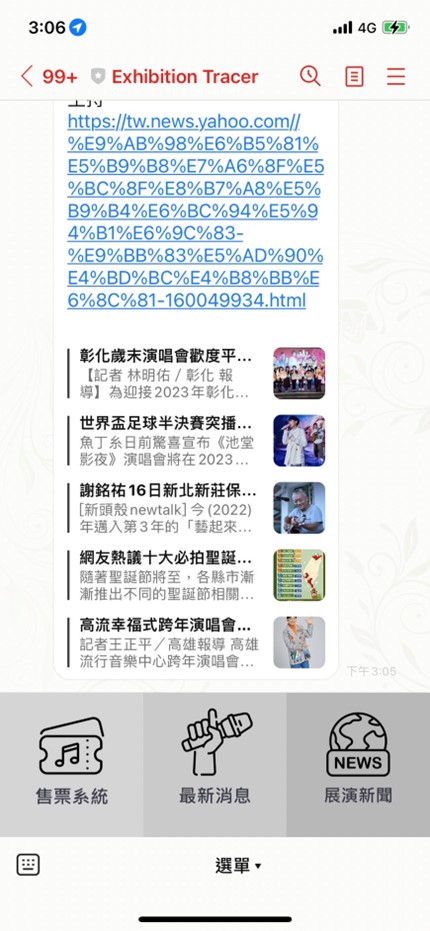 3:06
4G
99+
Exhibition Tracer
主持
https://tw.news.yahoo.com//
%E9%AB%98%E6%B5%81%
E5%B9%B8%E7%A6%8F%E5
%BC%8F%E8%B7%A8%E5%
B9%B4%E6%BC%94%E5%9
4%B1%E6%9C%83-
%E9%BB%83%E5%AD%90%
E4%BD%BC%E4%B8%BB%E
6%8C%81-160049934.html
彰化歲末演唱會歡度平...
【記者 林明佑／彰化 報
導】為迎接2023年彰化...
世界盃足球半決賽突播...
魚丁糸日前驚喜宣布《池堂
影夜》演唱會將在2023...
謝銘祐16日新北新莊保...
[新頭殼newtalk] 今 (2022)
年邁入第3年的「藝起來...
網友熱議十大必拍聖誕...
隨著聖誕節將至，各縣市漸
漸推出不同的聖誕節相關...
高流幸福式跨年演唱會...
記者王正平／高雄報導 高雄
流行音樂中心跨年演唱會...
下午3:05
售票系統
最新消息
NEWS
展演新聞
選單 ▾